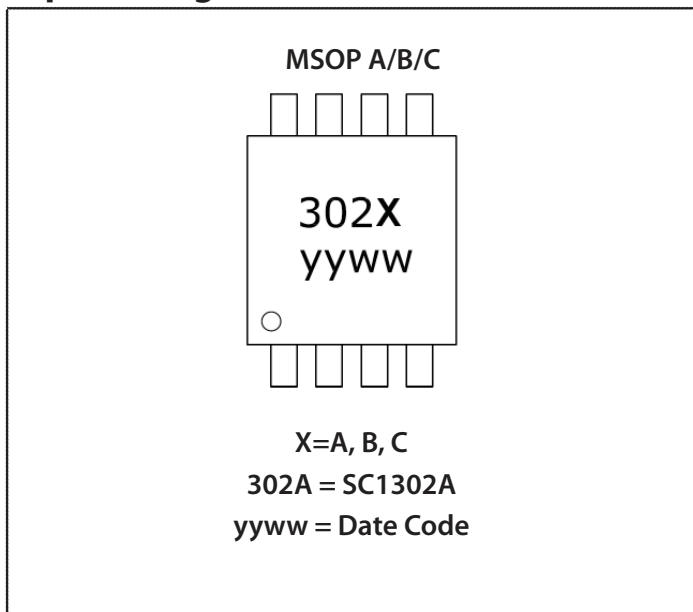 MSOP A/B/C
302X
yyww
X=A, B, C
302A = SC1302A
yyww = Date Code